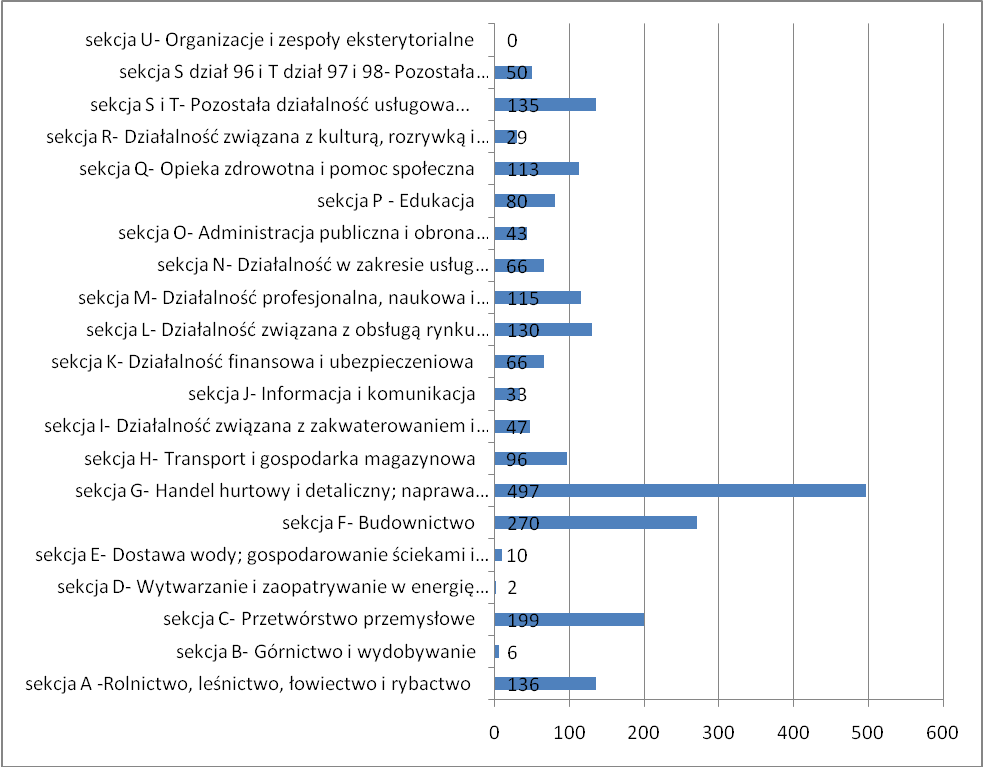 sekcja U- Organizacje i zespoły eksterytorialne 0
sekcja S dział 96 i T dział 97 i 98- Pozostała... 50
sekcja S i T- Pozostała działalność usługowa... 135
sekcja R- Działalność związana z kulturą, rozrywką i... 29
sekcja Q- Opieka zdrowotna i pomoc społeczna 113
sekcja P - Edukacja 80
sekcja O- Administracja publiczna i obrona... 43
sekcja N- Działalność w zakresie usług... 66
sekcja M- Działalność profesjonalna, naukowa i... 115
sekcja L- Działalność związana z obsługą rynku... 130
sekcja K- Działalność finansowa i ubezpieczeniowa 66
sekcja J- Informacja i komunikacja 33
sekcja I- Działalność związana z zakwaterowaniem i... 47
sekcja H- Transport i gospodarka magazynowa 96
sekcja G- Handel hurtowy i detaliczny; naprawa... 497
sekcja F- Budownictwo 270
sekcja E- Dostawa wody; gospodarowanie ściekami i... 10
sekcja D- Wytwarzanie i zaopatrywanie w energię... 2
sekcja C- Przetwórstwo przemysłowe 199
sekcja B- Górnictwo i wydobywanie 6
sekcja A -Rolnictwo, leśnictwo, łowiectwo i rybactwo 136
0 100 200 300 400 500 600